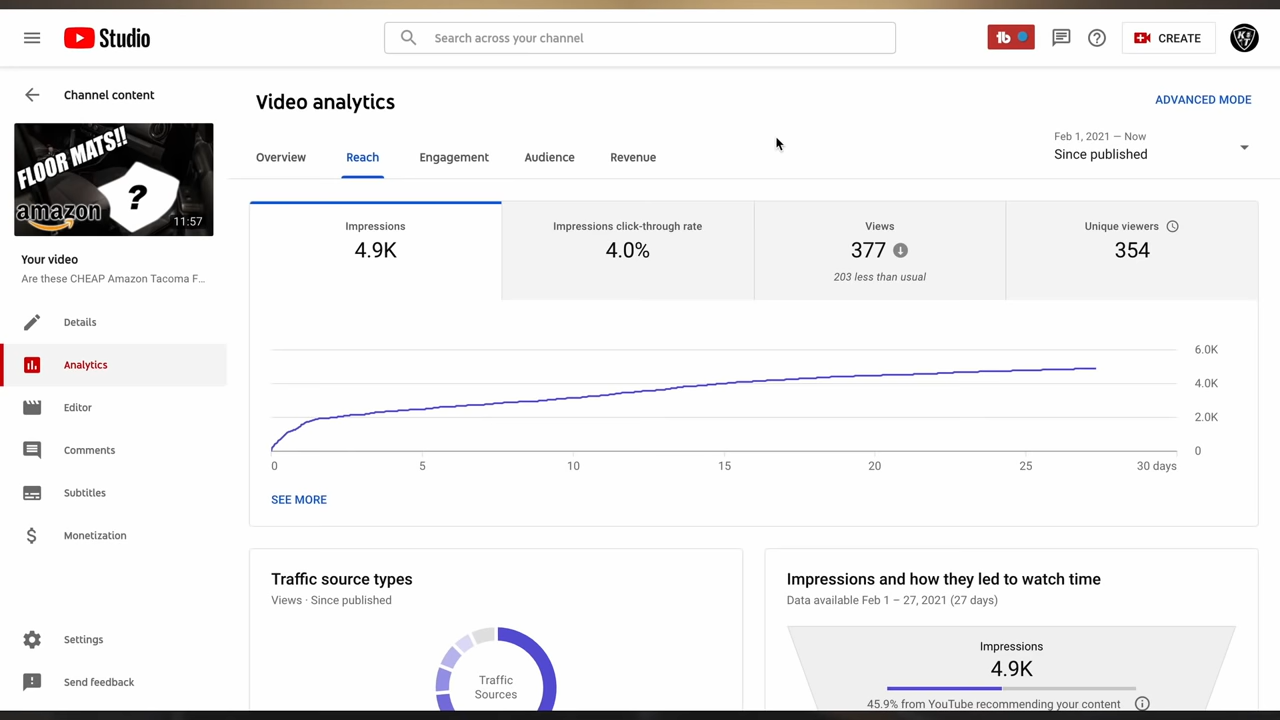 Studio
Search across your channel
CREATE
Channel content
FLOOR MATS!!
?
amazon
11:57
Your video
Are these CHEAP Amazon Tacoma F...
Details
Analytics
Editor
Comments
Subtitles
Monetization
Settings
Send feedback
Video analytics
ADVANCED MODE
Overview
Reach
Engagement
Audience
Revenue
Feb 1, 2021 – Now
Since published
Impressions
4.9K
Impressions click-through rate
4.0%
Views
377
203 less than usual
Unique viewers
354
6.0K
4.0K
2.0K
0
0 5 10 15 20 25 30 days
SEE MORE
Traffic source types
Views · Since published
Traffic
Sources
Impressions and how they led to watch time
Data available Feb 1 – 27, 2021 (27 days)
Impressions
4.9K
45.9% from YouTube recommending your content